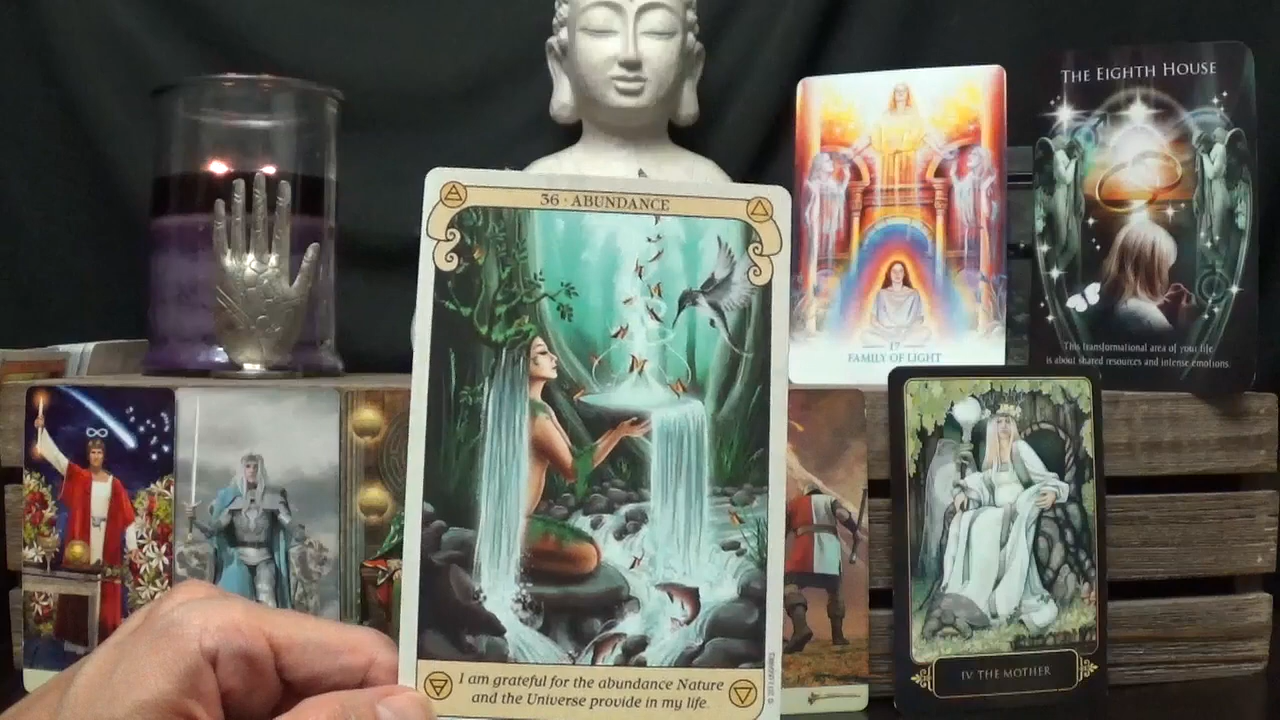 36 · ABUNDANCE
I am grateful for the abundance Nature
and the Universe provide in my life.
17
FAMILY OF LIGHT
THE EIGHTH HOUSE
This transformational area of your life
is about shared resources and intense emotions.
IV THE MOTHER